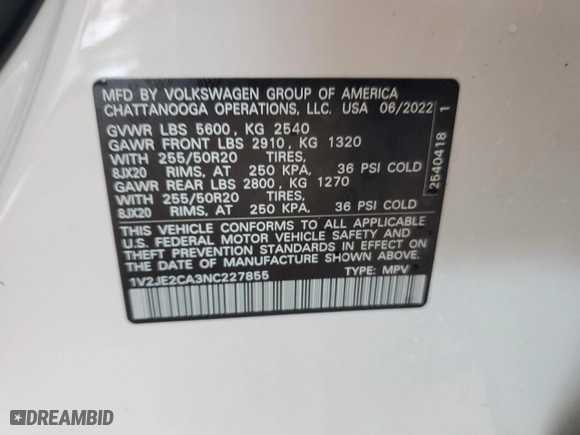 MFD BY VOLKSWAGEN GROUP OF AMERICA
CHATTANOOGA OPERATIONS, LLC. USA 06/2022
GVWR LBS 5600, KG 2540
GAWR FRONT LBS 2910, KG 1320
WITH 255/50R20 TIRES,
8JX20 RIMS, AT 250 KPA, 36 PSI COLD
GAWR REAR LBS 2800, KG 1270
WITH 255/50R20 TIRES,
8JX20 RIMS, AT 250 KPA, 36 PSI COLD
THIS VEHICLE CONFORMS TO ALL APPLICABLE
U.S. FEDERAL MOTOR VEHICLE SAFETY AND
THEFT PREVENTION STANDARDS IN EFFECT ON
THE DATE OF MANUFACTURE SHOWN ABOVE.
1V2JE2CA3NC227855 TYPE: MPV
2540418 1
DREAMBID